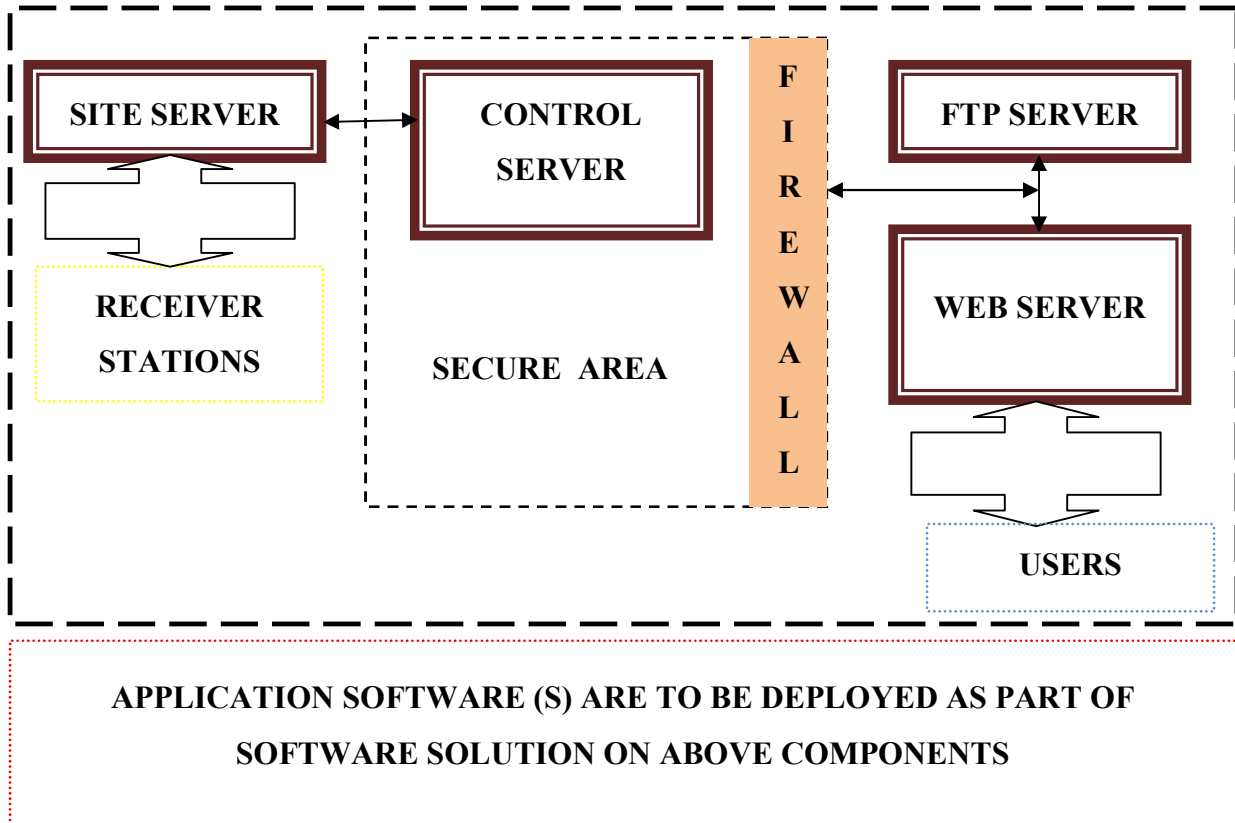 SITE SERVER
CONTROL
SERVER
F
I
R
E
W
A
L
L
FTP SERVER
WEB SERVER
RECEIVER
STATIONS
SECURE AREA
USERS
APPLICATION SOFTWARE (S) ARE TO BE DEPLOYED AS PART OF
SOFTWARE SOLUTION ON ABOVE COMPONENTS